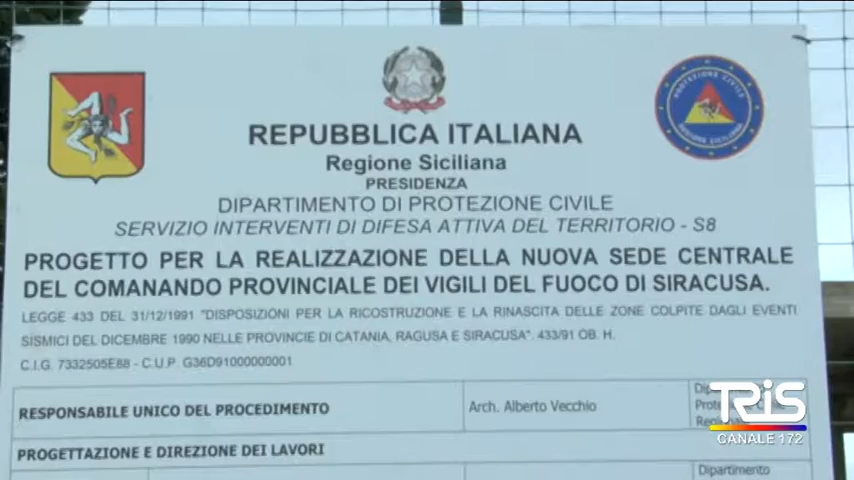 PROTEZIONE CIVILE
REPUBBLICA ITALIANA
Regione Siciliana
PRESIDENZA
DIPARTIMENTO DI PROTEZIONE CIVILE
SERVIZIO INTERVENTI DI DIFESA ATTIVA DEL TERRITORIO - S8
PROGETTO PER LA REALIZZAZIONE DELLA NUOVA SEDE CENTRALE
DEL COMANANDO PROVINCIALE DEI VIGILI DEL FUOCO DI SIRACUSA.
LEGGE 433 DEL 31/12/1991 "DISPOSIZIONI PER LA RICOSTRUZIONE E LA RINASCITA DELLE ZONE COLPITE DAGLI EVENTI
SISMICI DEL DICEMBRE 1990 NELLE PROVINCIE DI CATANIA, RAGUSA E SIRACUSA". 433/91 OB. H.
C.I.G. 7332505E88 - C.U.P. G36D91000000001
RESPONSABILE UNICO DEL PROCEDIMENTO
Arch. Alberto Vecchio
PROGETTAZIONE E DIREZIONE DEI LAVORI
Dipartimento
TRIS
CANALE 172